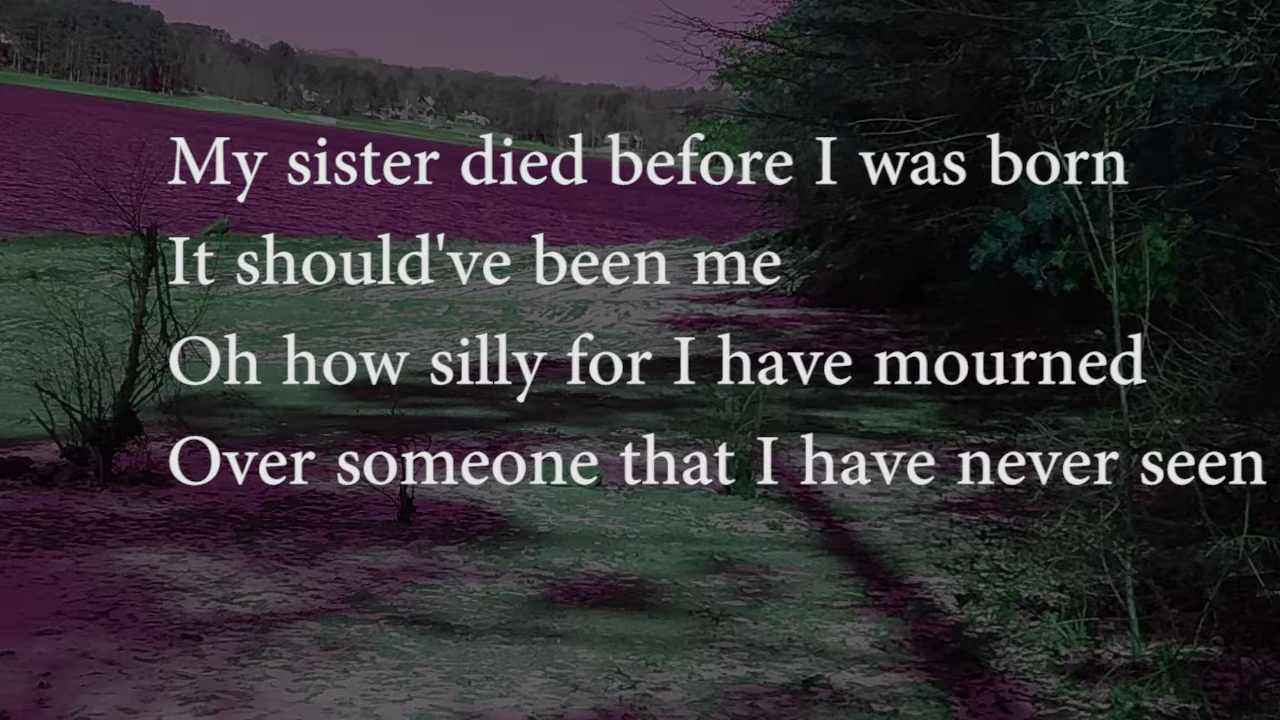 My sister died before I was born
It should've been me
Oh how silly for I have mourned
Over someone that I have never seen